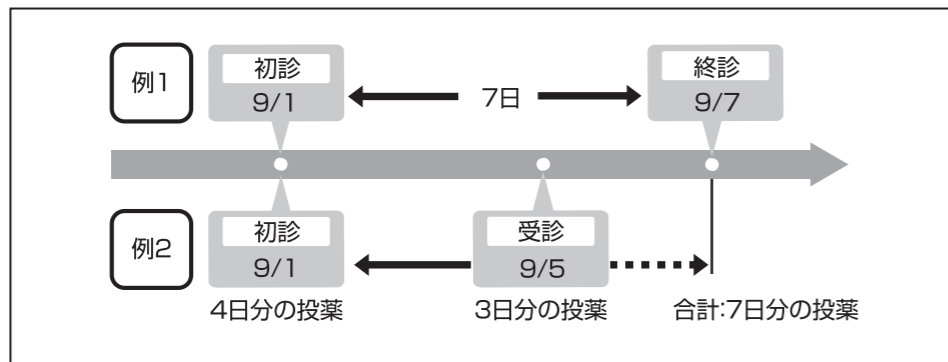 例1
初診
9/1
7日
終診
9/7
例2
初診
9/1
4日分の投薬
受診
9/5
3日分の投薬
合計:7日分の投薬